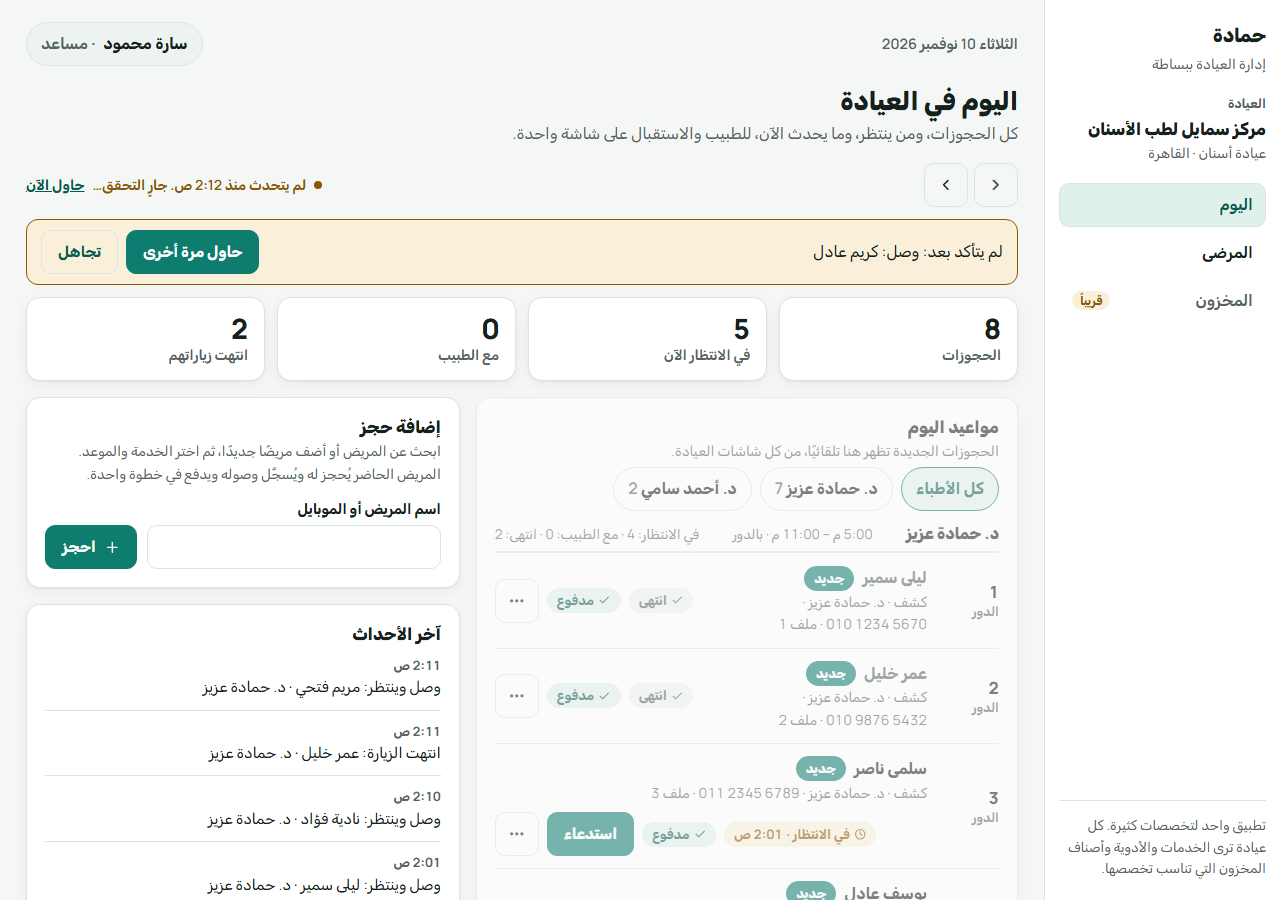 حمادة
إدارة العيادة ببساطة
العيادة
مركز سمايل لطب الأسنان
عيادة أسنان · القاهرة
اليوم
المرضى
المخزون
قريباً
تطبيق واحد لتخصصات كثيرة. كل
عيادة ترى الخدمات والأدوية وأصناف
المخزون التي تناسب تخصصها.
الثلاثاء 10 نوفمبر 2026
سارة محمود · مساعد
اليوم في العيادة
كل الحجوزات، ومن ينتظر، وما يحدث الآن، للطبيب والاستقبال على شاشة واحدة.
لم يتحدث منذ 2:12 ص. جارٍ التحقق… حاول الآن
لم يتأكد بعد: وصل: كريم عادل
حاول مرة أخرى
تجاهل
8
الحجوزات
5
في الانتظار الآن
0
مع الطبيب
2
انتهت زياراتهم
مواعيد اليوم
الحجوزات الجديدة تظهر هنا تلقائيًا، من كل شاشات العيادة.
كل الأطباء
د. حمادة عزيز 7
د. أحمد سامي 2
د. حمادة عزيز
5:00 م – 11:00 م · بالدور
في الانتظار: 4 · مع الطبيب: 0 · انتهى: 2
1
الدور
ليلى سمير جديد
كشف · د. حمادة عزيز ·
010 1234 5670 · ملف 1
انتهى
مدفوع
2
الدور
عمر خليل جديد
كشف · د. حمادة عزيز ·
010 9876 5432 · ملف 2
انتهى
مدفوع
3
الدور
سلمى ناصر جديد
كشف · د. حمادة عزيز · 011 2345 6789 · ملف 3
في الانتظار · 2:01 ص
مدفوع
استدعاء
يوسف عادل جديد
إضافة حجز
ابحث عن المريض أو أضف مريضًا جديدًا، ثم اختر الخدمة والموعد.
المريض الحاضر يُحجز له ويُسجَّل وصوله ويدفع في خطوة واحدة.
اسم المريض أو الموبايل
احجز
آخر الأحداث
2:11 ص
وصل وينتظر: مريم فتحي · د. حمادة عزيز
2:11 ص
انتهت الزيارة: عمر خليل · د. حمادة عزيز
2:10 ص
وصل وينتظر: نادية فؤاد · د. حمادة عزيز
2:01 ص
وصل وينتظر: ليلى سمير · د. حمادة عزيز